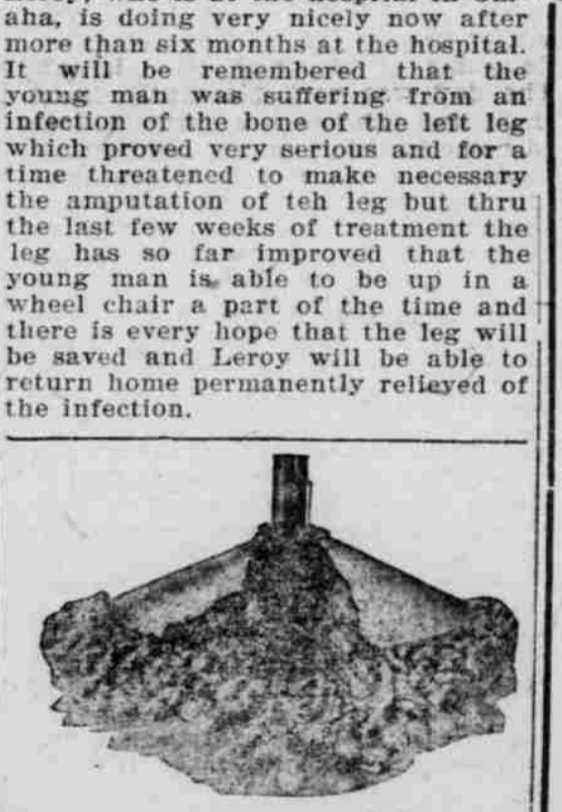 aha, is doing very nicely now after
more than six months at the hospital.
It will be remembered that the
young man was suffering from an
infection of the bone of the left leg
which proved very serious and for a
time threatened to make necessary
the amputation of teh leg but thru
the last few weeks of treatment the
leg has so far improved that the
young man is able to be up in a
wheel chair a part of the time and
there is every hope that the leg will
be saved and Leroy will be able to
return home permanently relieved of
the infection.